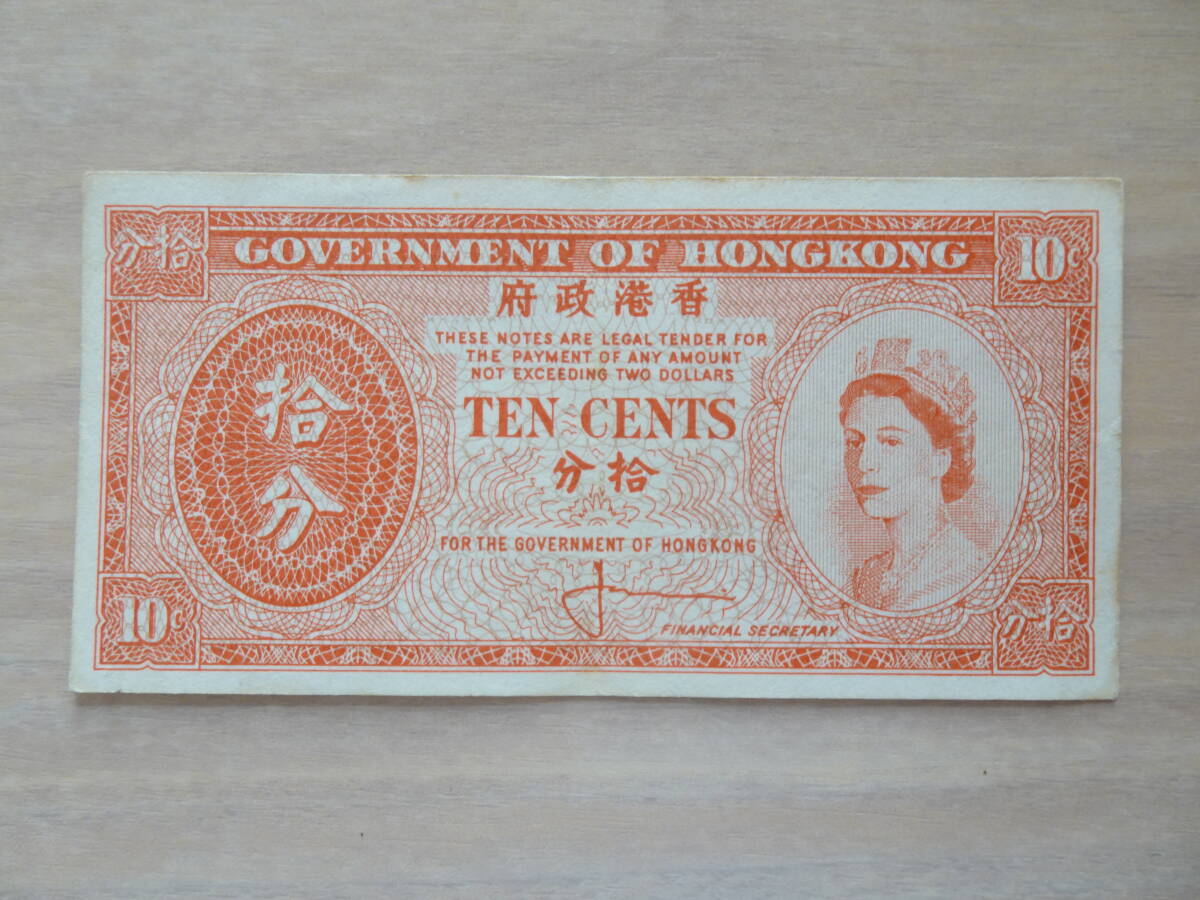 分拾
GOVERNMENT OF HONGKONG
10c
府政港香
THESE NOTES ARE LEGAL TENDER FOR
THE PAYMENT OF ANY AMOUNT
NOT EXCEEDING TWO DOLLARS
TEN CENTS
分拾
拾
分
FOR THE GOVERNMENT OF HONGKONG
FINANCIAL SECRETARY
10c
分拾